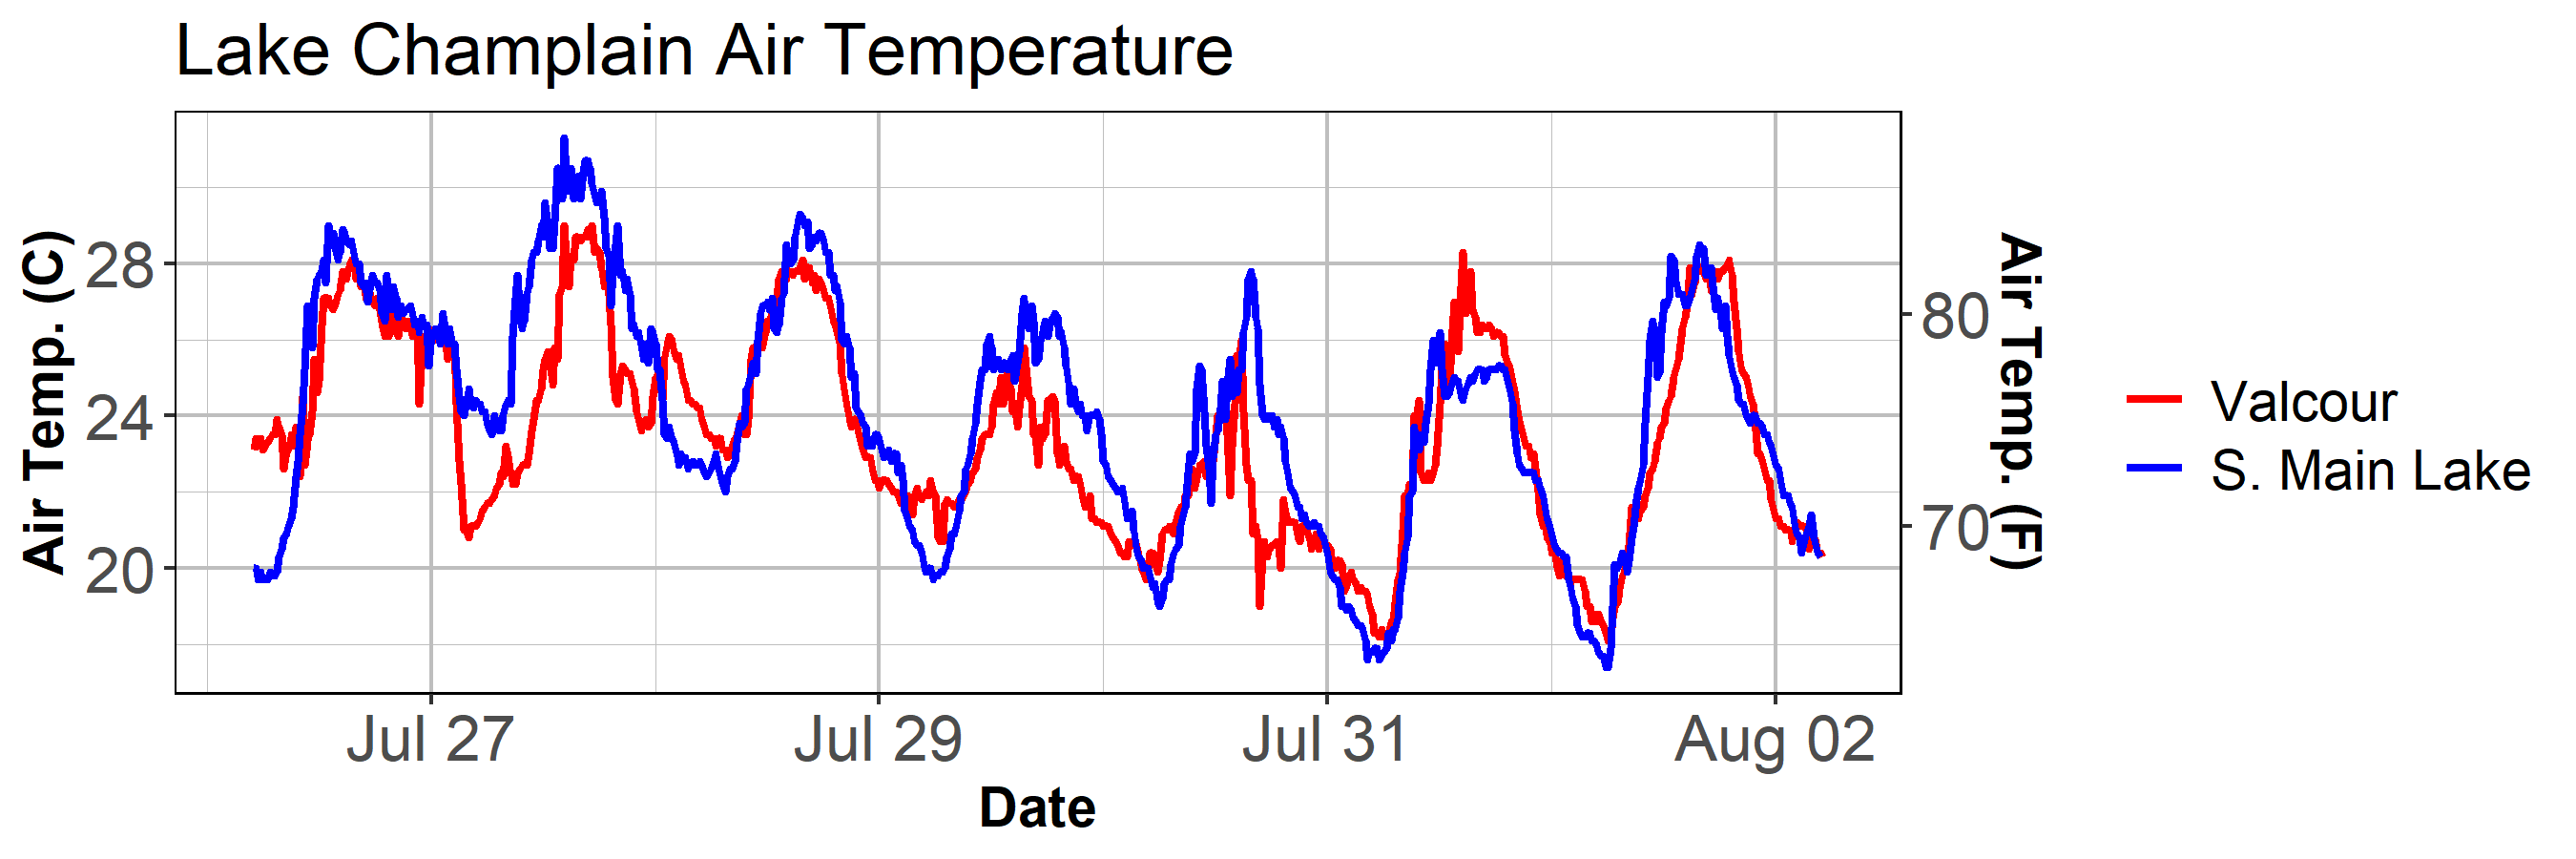 Lake Champlain Air Temperature
Air Temp. (C)
28
24
20
80
70
Air Temp. (F)
Jul 27
Jul 29
Jul 31
Aug 02
Date
Valcour
S. Main Lake